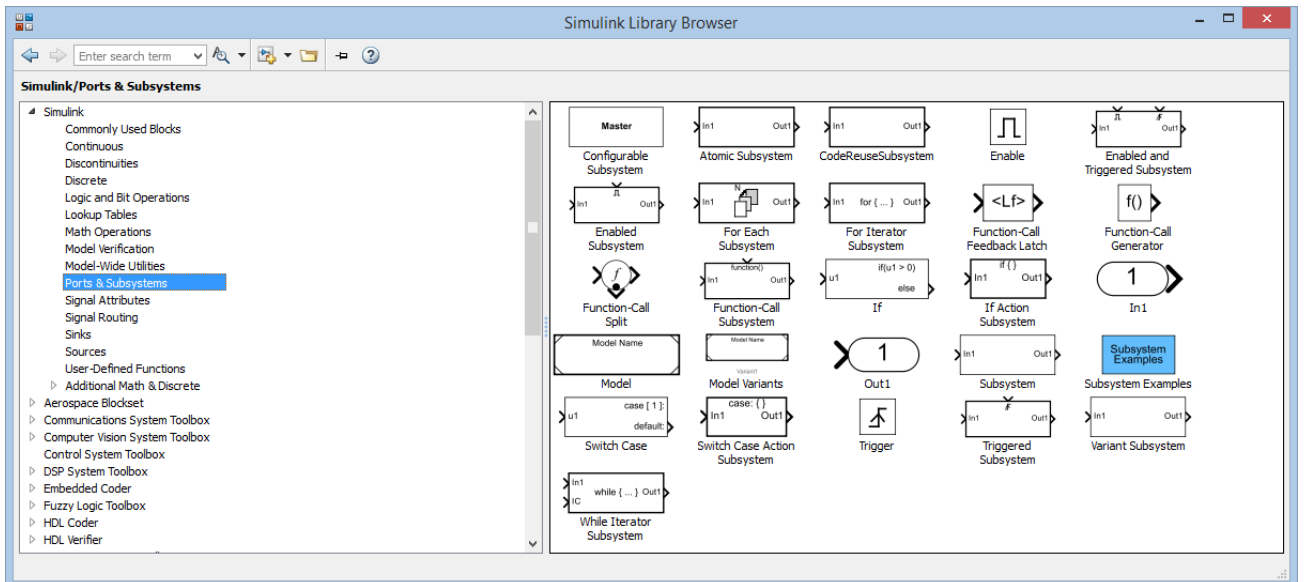 Simulink Library Browser
Enter search term
Simulink/Ports & Subsystems
Simulink
Commonly Used Blocks
Continuous
Discontinuities
Discrete
Logic and Bit Operations
Lookup Tables
Math Operations
Model Verification
Model-Wide Utilities
Ports & Subsystems
Signal Attributes
Signal Routing
Sinks
Sources
User-Defined Functions
Additional Math & Discrete
Aerospace Blockset
Communications System Toolbox
Computer Vision System Toolbox
Control System Toolbox
DSP System Toolbox
Embedded Coder
Fuzzy Logic Toolbox
HDL Coder
HDL Verifier
Master
Configurable
Subsystem
In1 Out1
Atomic Subsystem
In1 Out1
CodeReuseSubsystem
Enable
In1 Out1
Enabled and
Triggered Subsystem
In1 Out1
Enabled
Subsystem
N
In1 Out1
For Each
Subsystem
In1 for { ... } Out1
For Iterator
Subsystem
<Lf>
Function-Call
Feedback Latch
f()
Function-Call
Generator
f
Function-Call
Split
function()
In1 Out1
Function-Call
Subsystem
if(u1 > 0)
u1
else
If
if { }
In1 Out1
If Action
Subsystem
1
In1
Model Name
Model
Model Name
Variant1
Model Variants
1
Out1
In1 Out1
Subsystem
Subsystem
Examples
Subsystem Examples
case [ 1 ]:
u1
default:
Switch Case
case: { }
In1 Out1
Switch Case Action
Subsystem
Trigger
In1 Out1
Triggered
Subsystem
In1 Out1
Variant Subsystem
In1
while { ... } Out1
IC
While Iterator
Subsystem